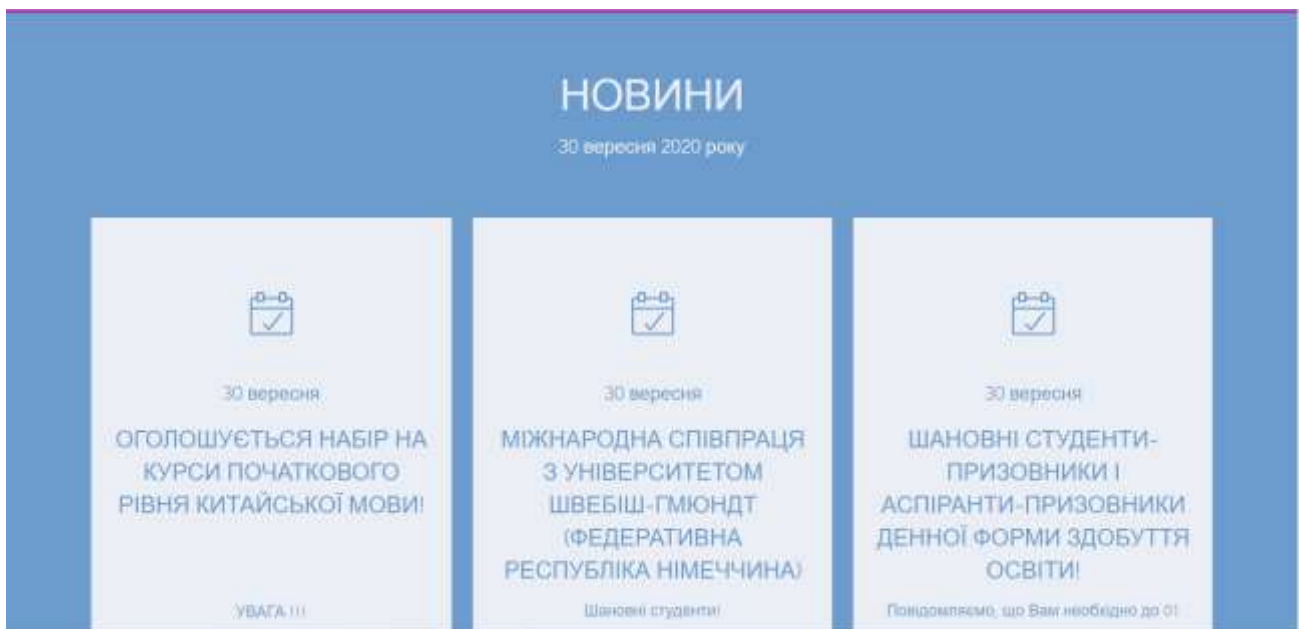 НОВИНИ
30 вересня 2020 року
30 вересня
ОГОЛОШУЄТЬСЯ НАБІР НА
КУРСИ ПОЧАТКОВОГО
РІВНЯ КИТАЙСЬКОЇ МОВИ!
УВАГА !!!
30 вересня
МІЖНАРОДНА СПІВПРАЦЯ
З УНІВЕРСИТЕТОМ
ШВЕБІШ-ГМЮНДТ
(ФЕДЕРАТИВНА
РЕСПУБЛІКА НІМЕЧЧИНА)
Шановні студенти!
30 вересня
ШАНОВНІ СТУДЕНТИ-
ПРИЗОВНИКИ І
АСПІРАНТИ-ПРИЗОВНИКИ
ДЕННОЇ ФОРМИ ЗДОБУТТЯ
ОСВІТИ!
Повідомляємо, що Вам необхідно до 01